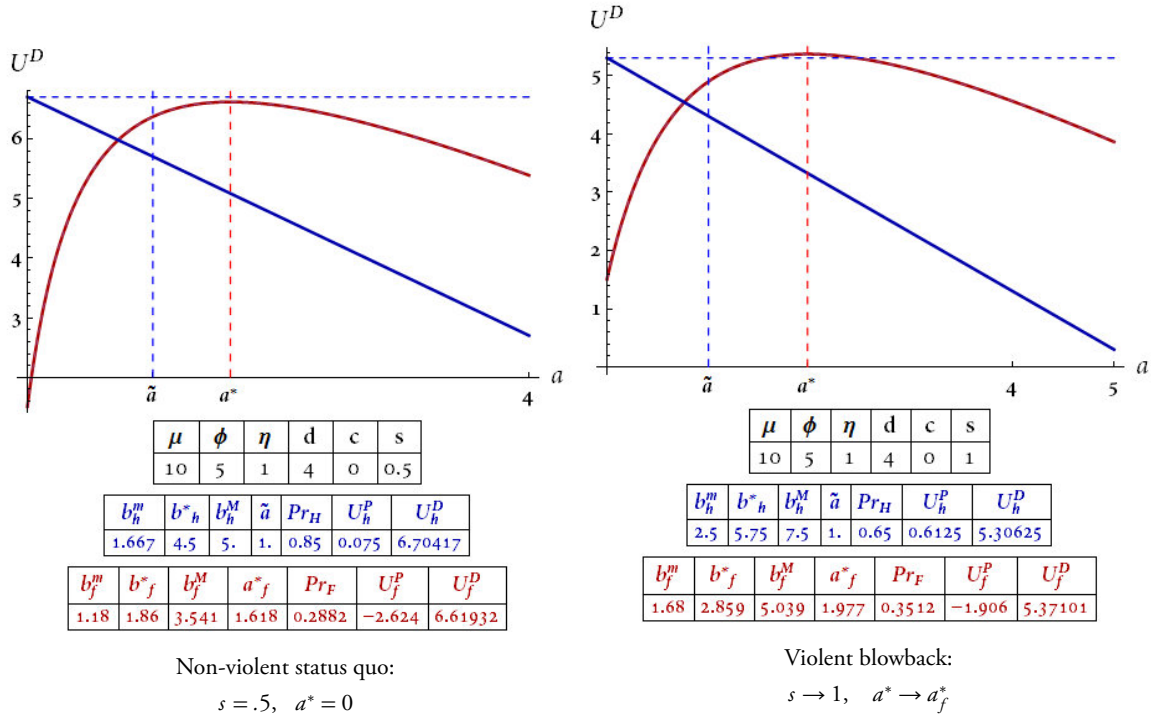 U^D
6
5
4
3
ã
a*
4
a
μ ϕ η d c s
10 5 1 4 0 0.5
b_h^m b*_h b_h^M ã Pr_H U_h^P U_h^D
1.667 4.5 5. 1. 0.85 0.075 6.70417
b_f^m b*_f b_f^M a*_f Pr_F U_f^P U_f^D
1.18 1.86 3.541 1.618 0.2882 −2.624 6.61932
Non-violent status quo:
s = .5, a* = 0
U^D
5
4
3
2
1
ã
a*
4
5
a
μ ϕ η d c s
10 5 1 4 0 1
b_h^m b*_h b_h^M ã Pr_H U_h^P U_h^D
2.5 5.75 7.5 1. 0.65 0.6125 5.30625
b_f^m b*_f b_f^M a*_f Pr_F U_f^P U_f^D
1.68 2.859 5.039 1.977 0.3512 −1.906 5.37101
Violent blowback:
s → 1, a* → a_f^*